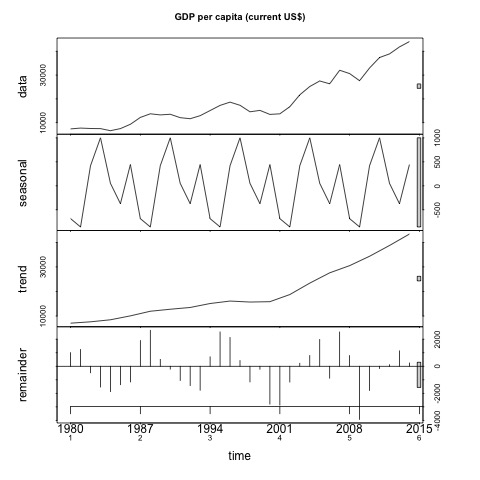 GDP per capita (current US$)
data
10000 30000
seasonal
-500 0 500 1000
trend
10000 30000
remainder
-4000 -2000 0 2000
1980 1987 1994 2001 2008 2015
1 2 3 4 5 6
time